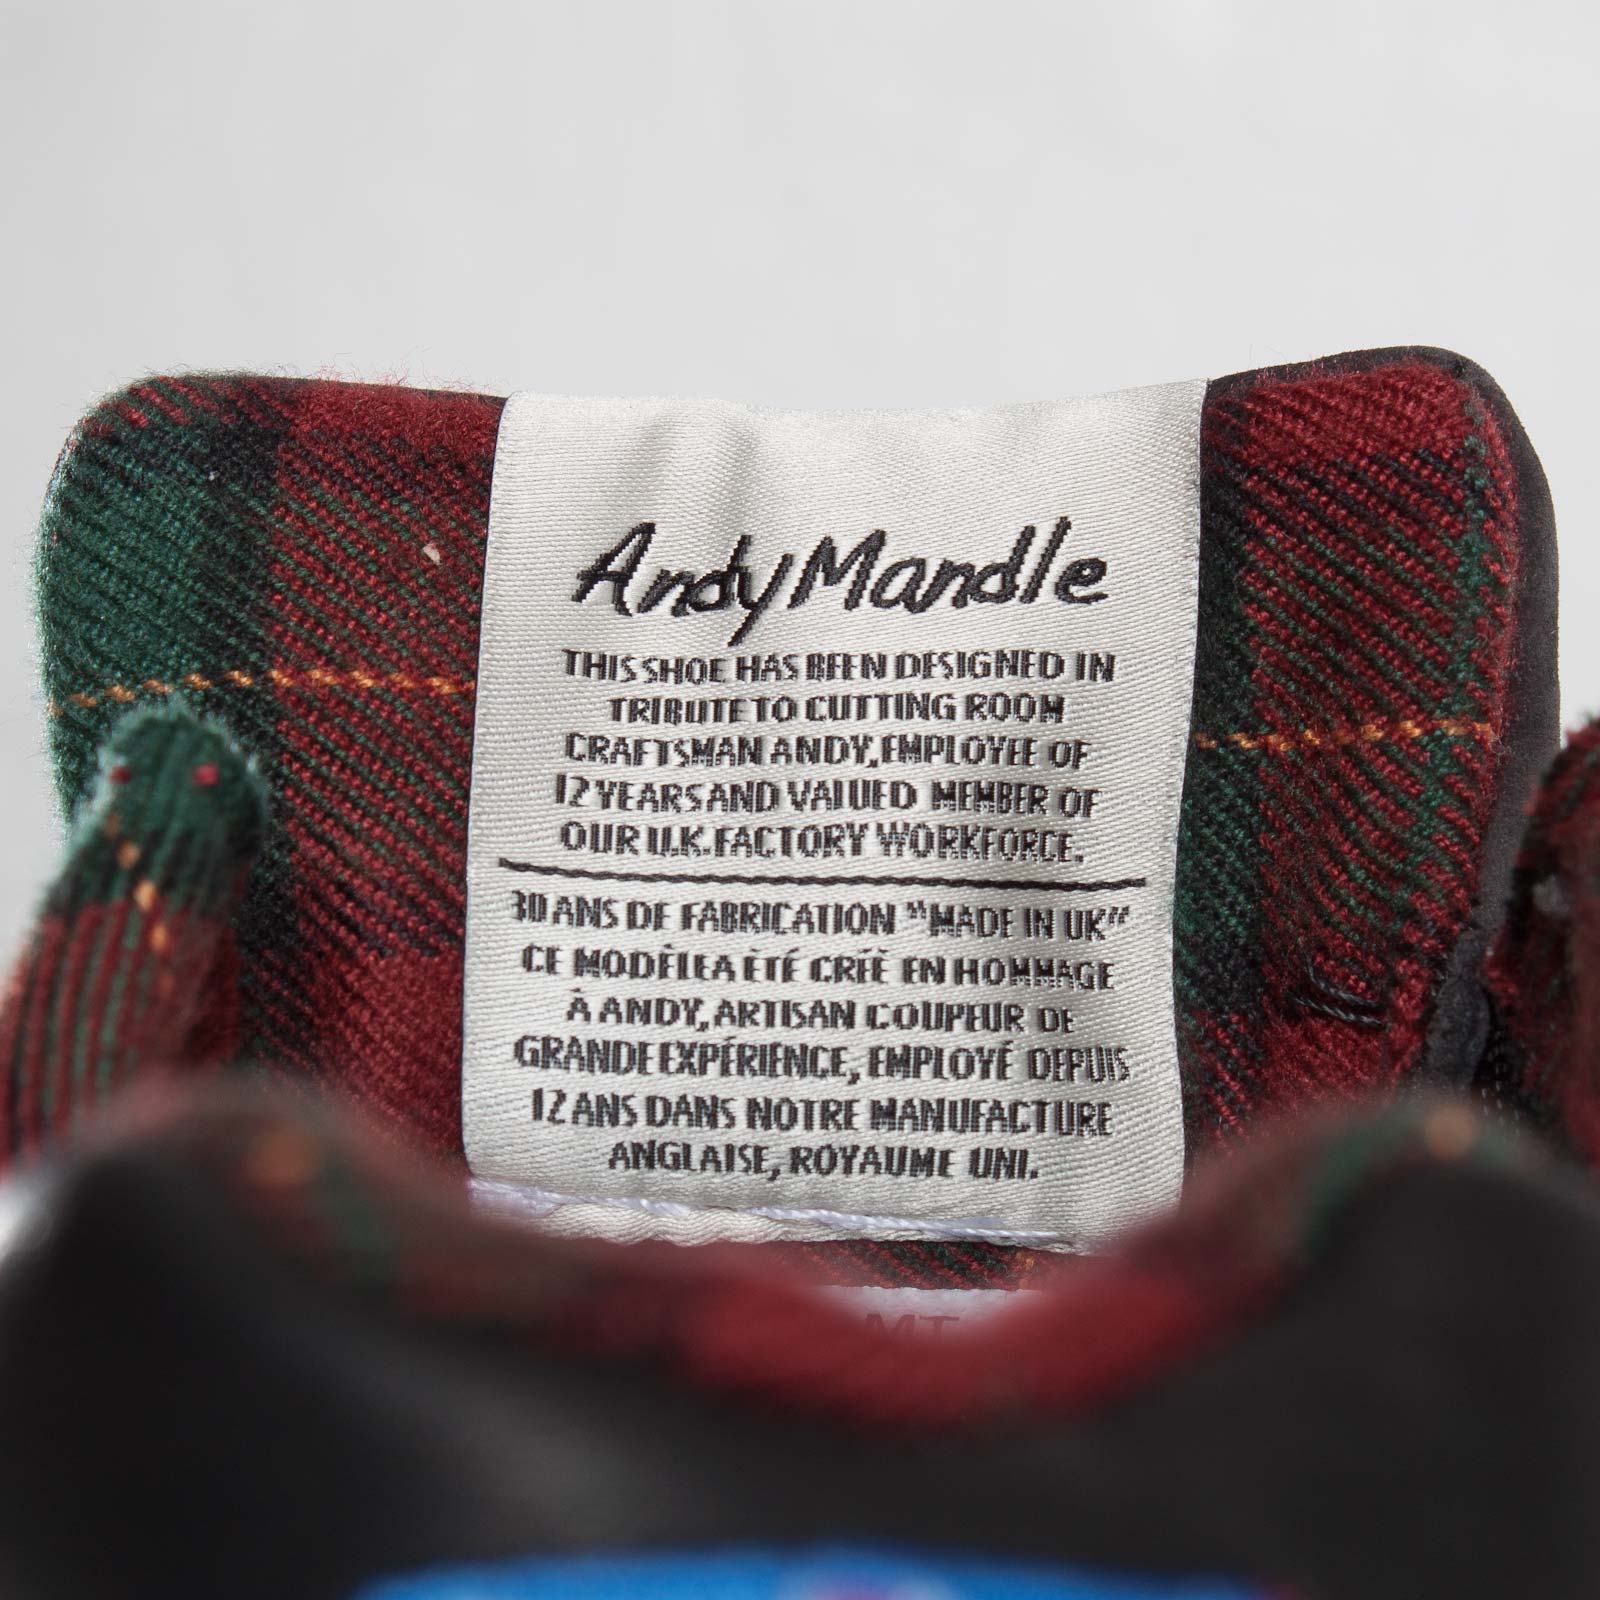 Andy Mandle
THIS SHOE HAS BEEN DESIGNED IN
TRIBUTE TO CUTTING ROOM
CRAFTSMAN ANDY, EMPLOYEE OF
12 YEARS AND VALUED MEMBER OF
OUR U.K. FACTORY WORKFORCE.
30 ANS DE FABRICATION "MADE IN UK"
CE MODÈLE A ÉTÉ CRÉÉ EN HOMMAGE
À ANDY, ARTISAN COUPEUR DE
GRANDE EXPÉRIENCE, EMPLOYÉ DEPUIS
12 ANS DANS NOTRE MANUFACTURE
ANGLAISE, ROYAUME UNI.